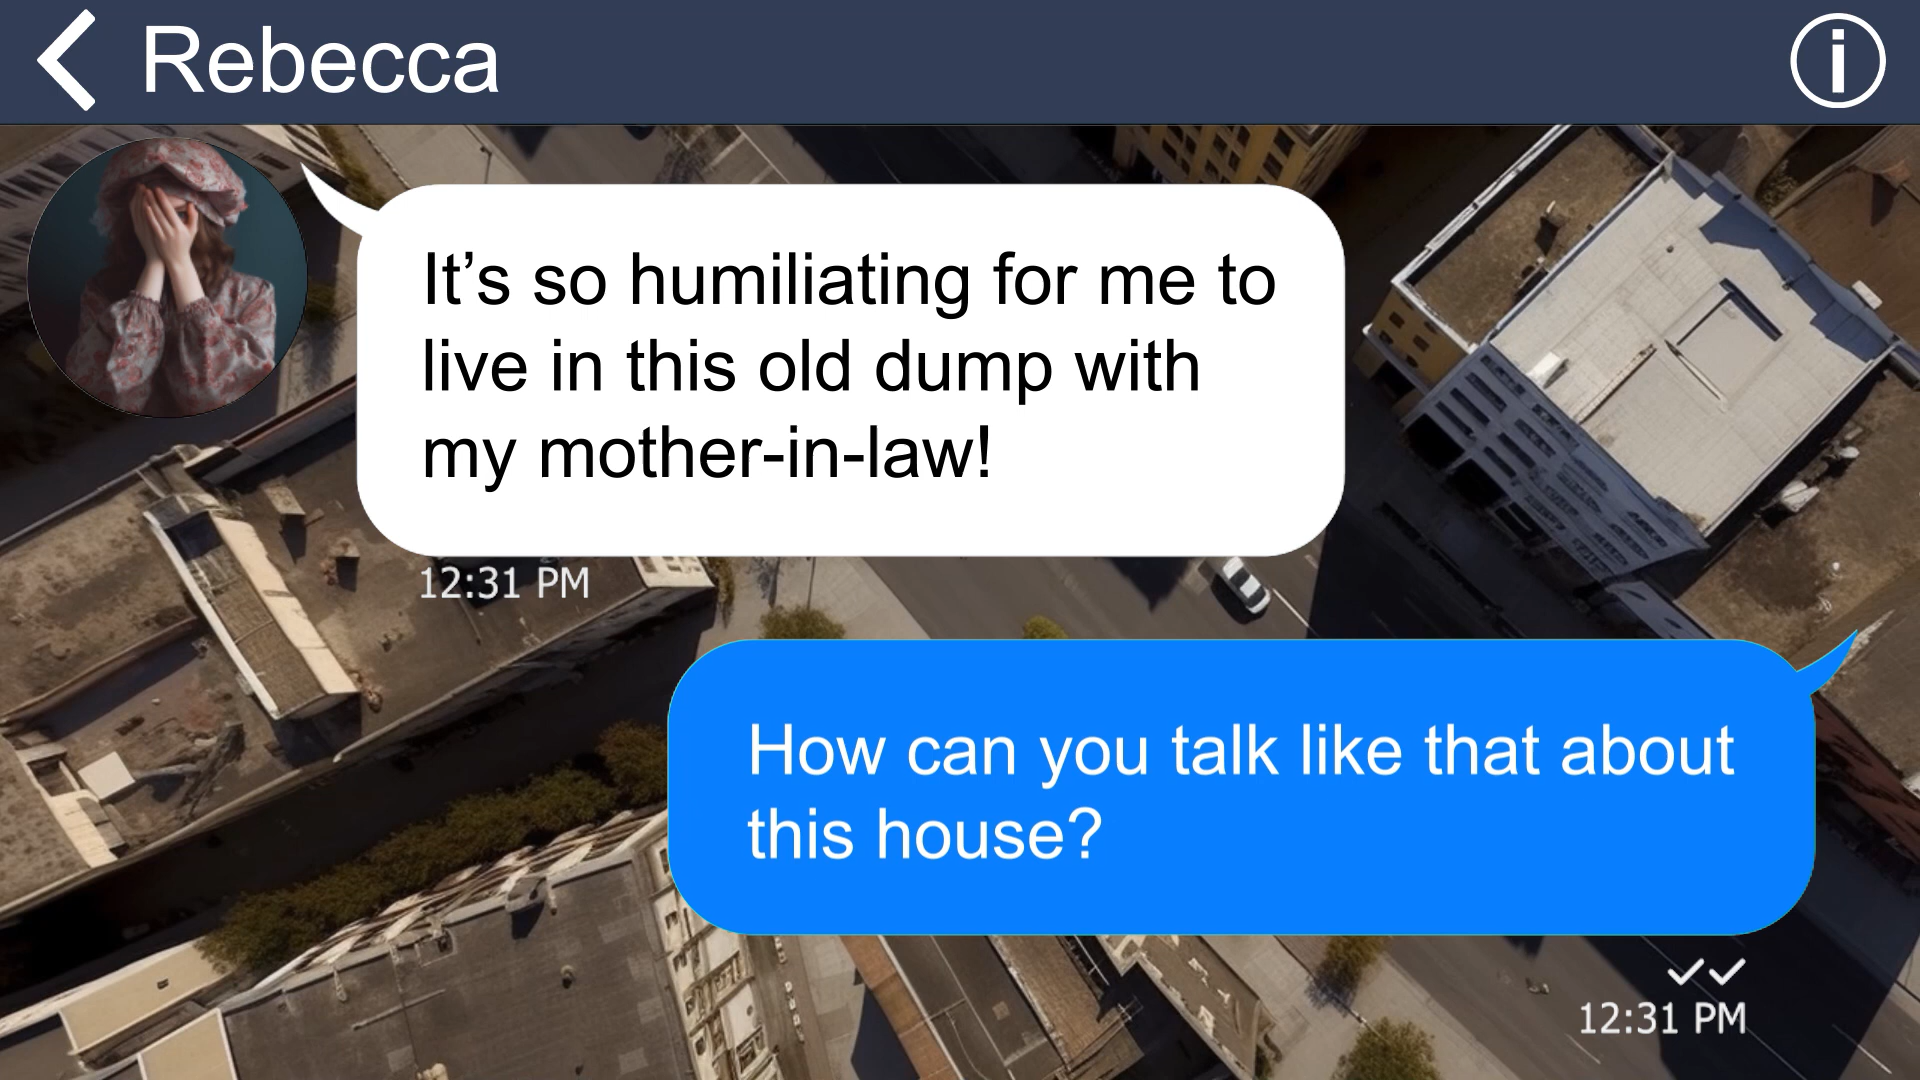 Rebecca
It’s so humiliating for me to
live in this old dump with
my mother-in-law!
12:31 PM
How can you talk like that about
this house?
12:31 PM